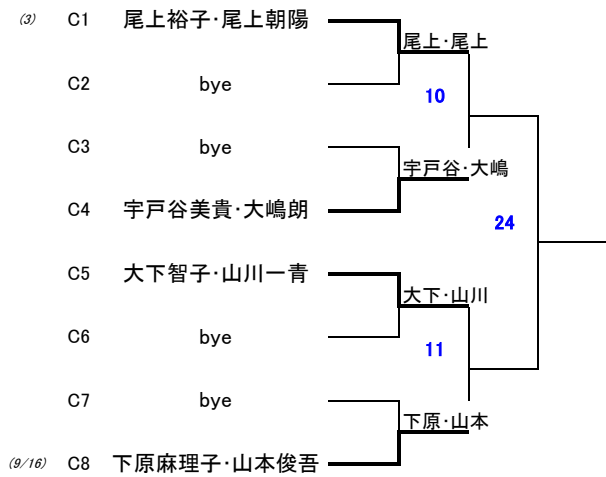 (3) C1 尾上裕子・尾上朝陽
尾上・尾上
C2 bye
10
C3 bye
宇戸谷・大嶋
C4 宇戸谷美貴・大嶋朗
24
C5 大下智子・山川一青
大下・山川
C6 bye
11
C7 bye
下原・山本
(9/16) C8 下原麻理子・山本俊吾